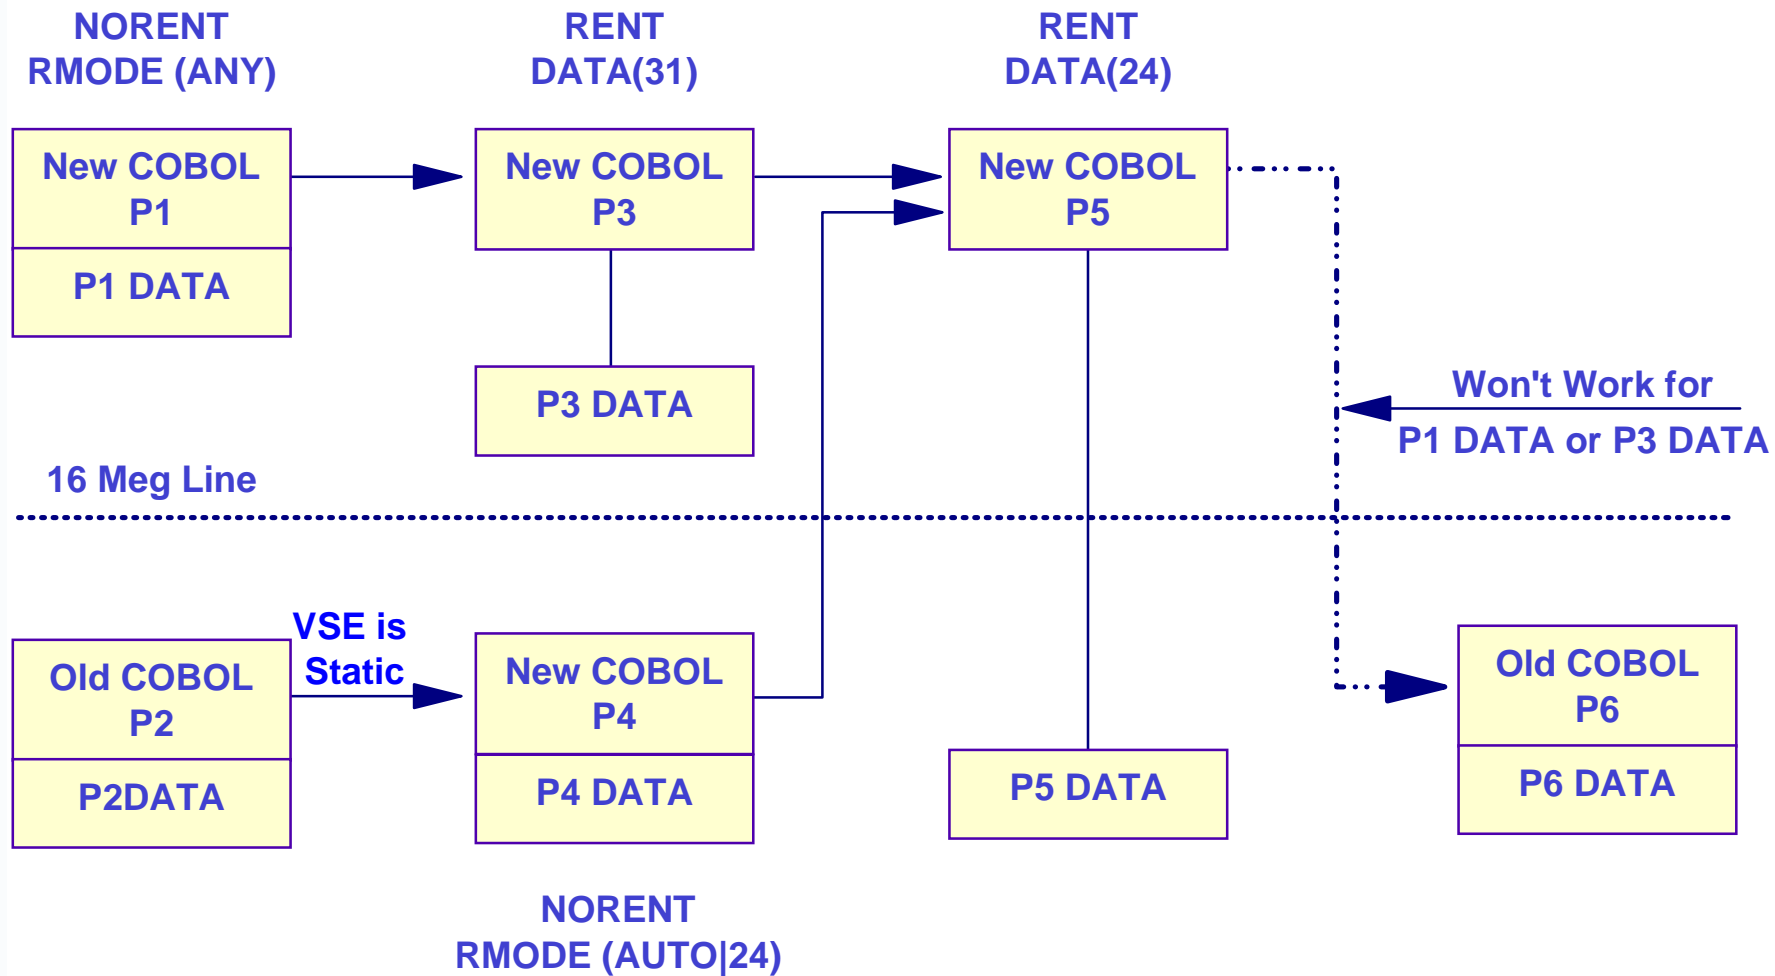 NORENT
RMODE (ANY)
RENT
DATA(31)
RENT
DATA(24)
New COBOL
P1
P1 DATA
New COBOL
P3
P3 DATA
New COBOL
P5
Won't Work for
P1 DATA or P3 DATA
16 Meg Line
Old COBOL
P2
P2DATA
VSE is
Static
New COBOL
P4
P4 DATA
P5 DATA
Old COBOL
P6
P6 DATA
NORENT
RMODE (AUTO|24)